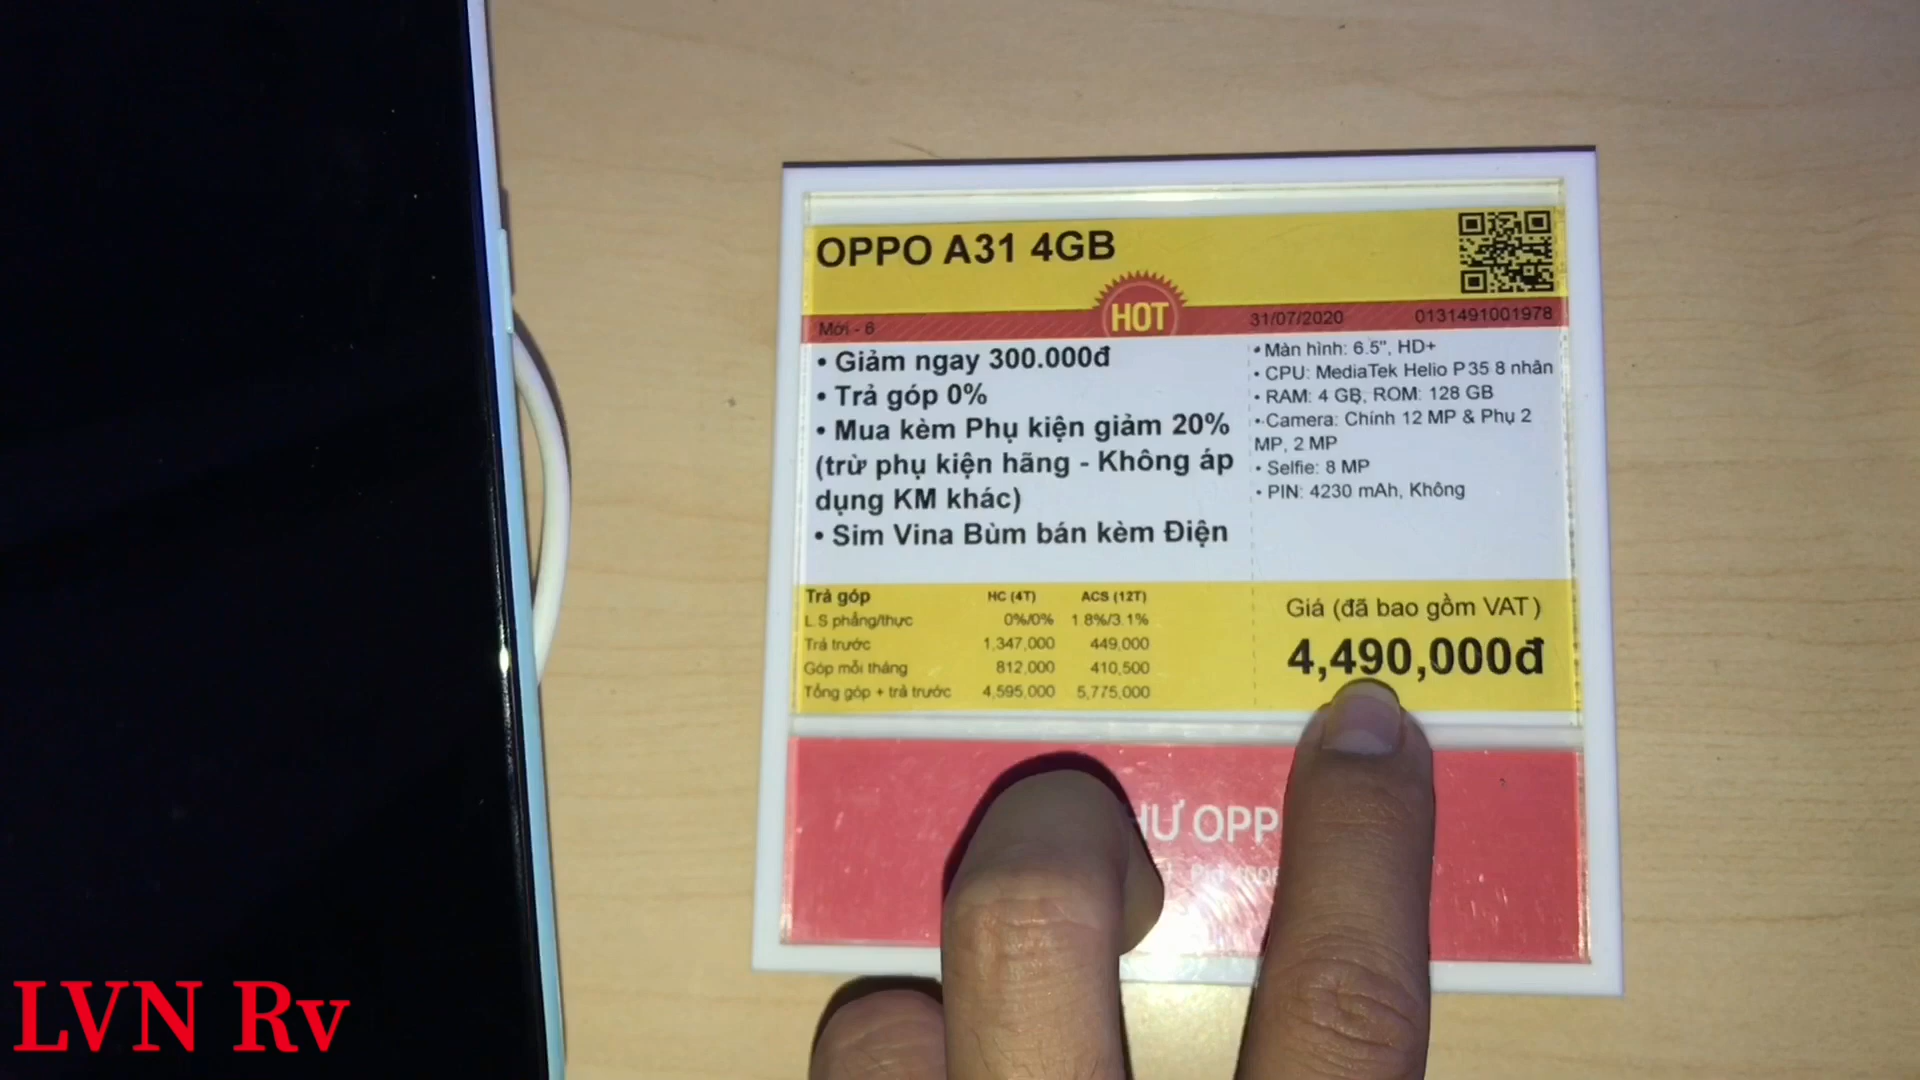 OPPO A31 4GB
HOT
Mới - 6
31/07/2020
0131491001978
• Giảm ngay 300.000đ
• Trả góp 0%
• Mua kèm Phụ kiện giảm 20%
(trừ phụ kiện hãng - Không áp
dụng KM khác)
• Sim Vina Bùm bán kèm Điện
• Màn hình: 6.5", HD+
• CPU: MediaTek Helio P35 8 nhân
• RAM: 4 GB, ROM: 128 GB
• Camera: Chính 12 MP & Phụ 2
MP, 2 MP
• Selfie: 8 MP
• PIN: 4230 mAh, Không
Trả góp HC (4T) ACS (12T)
L.S phẳng/thực 0%/0% 1.8%/3.1%
Trả trước 1,347,000 449,000
Góp mỗi tháng 812,000 410,500
Tổng góp + trả trước 4,595,000 5,775,000
Giá (đã bao gồm VAT)
4,490,000đ
OPP
LVN Rv